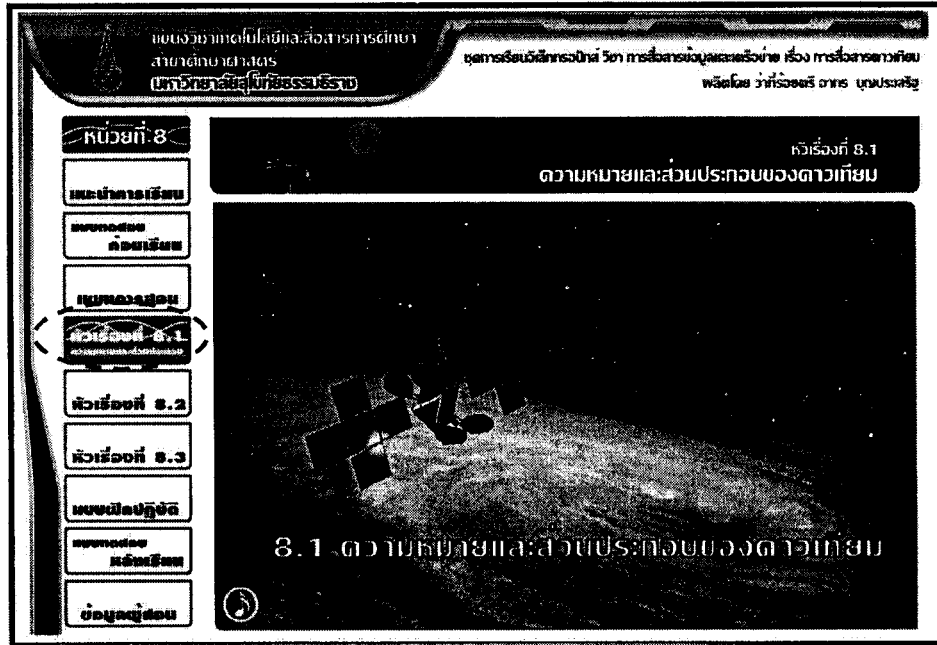 แขนงวิชาเทคโนโลยีและสื่อสารการศึกษา
สาขาศึกษาศาสตร์
มหาวิทยาลัยสุโขทัยธรรมธิราช
ชุดการเรียนอิเล็กทรอนิกส์ วิชา การสื่อสารข้อมูลและเครือข่าย เรื่อง การสื่อสารดาวเทียม
ผลิตโดย ว่าที่ร้อยตรี อาทร บุญประเสริฐ
หน่วยที่ 8
แนะนำการเรียน
แบบทดสอบ
ก่อนเรียน
แผนการสอน
หัวเรื่องที่ 8.1
หัวเรื่องที่ 8.2
หัวเรื่องที่ 8.3
แบบฝึกปฏิบัติ
แบบทดสอบ
หลังเรียน
ข้อมูลผู้สอน
หัวเรื่องที่ 8.1
ความหมายและส่วนประกอบของดาวเทียม
8.1 ความหมายและส่วนประกอบของดาวเทียม